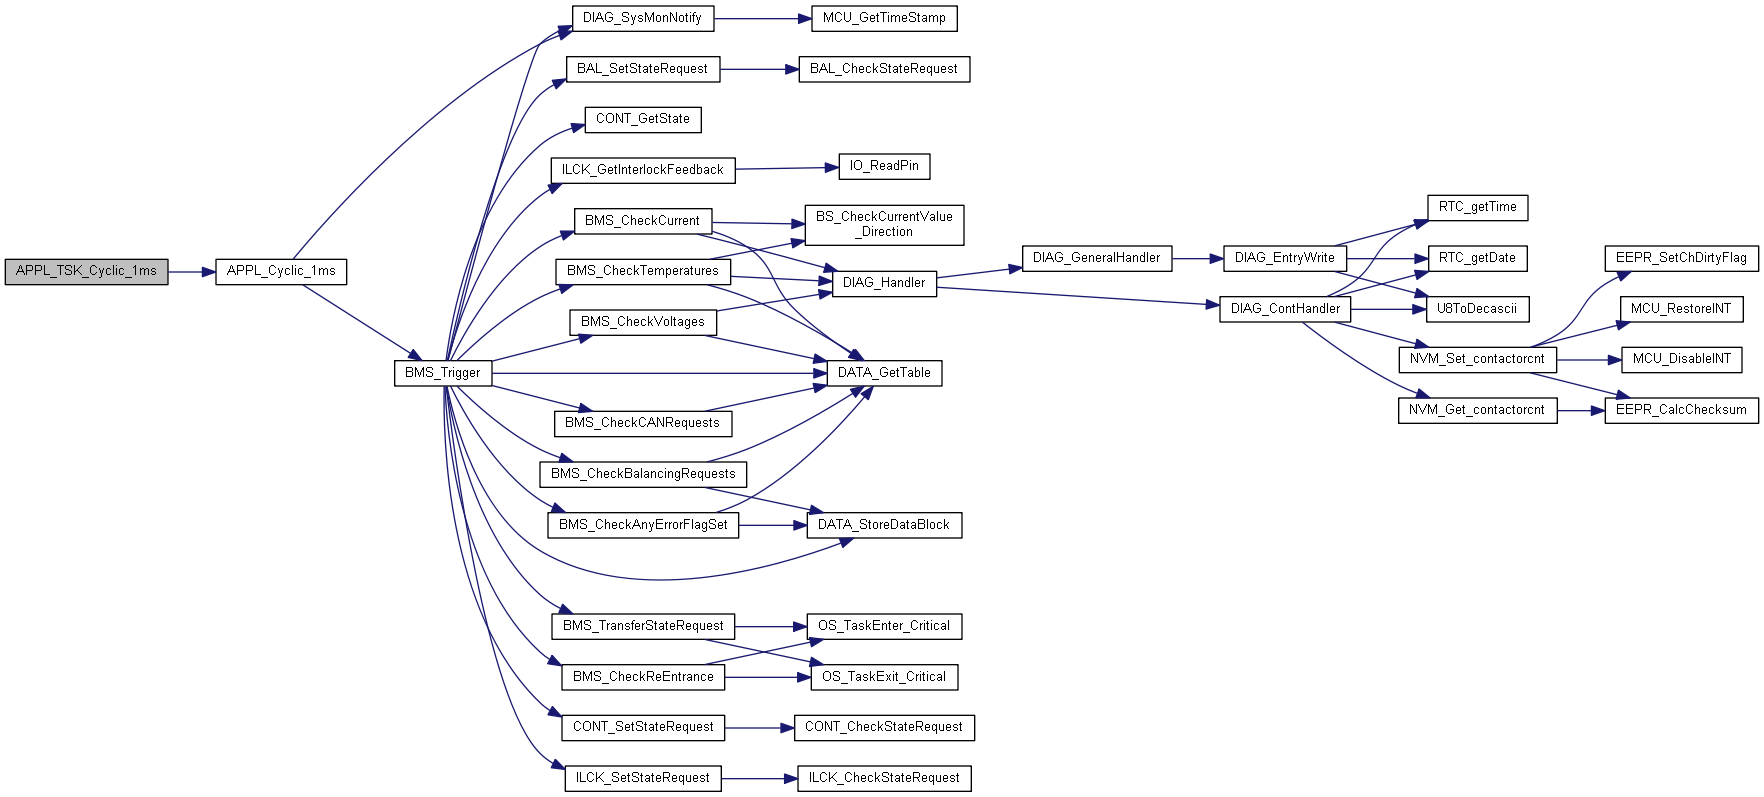 APPL_TSK_Cyclic_1ms
APPL_Cyclic_1ms
BMS_Trigger
DIAG_SysMonNotify
BAL_SetStateRequest
CONT_GetState
ILCK_GetInterlockFeedback
BMS_CheckCurrent
BMS_CheckTemperatures
BMS_CheckVoltages
BMS_CheckCANRequests
BMS_CheckBalancingRequests
BMS_CheckAnyErrorFlagSet
BMS_TransferStateRequest
BMS_CheckReEntrance
CONT_SetStateRequest
ILCK_SetStateRequest
MCU_GetTimeStamp
BAL_CheckStateRequest
IO_ReadPin
BS_CheckCurrentValue
_Direction
DIAG_Handler
DATA_GetTable
DATA_StoreDataBlock
OS_TaskEnter_Critical
OS_TaskExit_Critical
CONT_CheckStateRequest
ILCK_CheckStateRequest
DIAG_GeneralHandler
DIAG_EntryWrite
DIAG_ContHandler
RTC_getTime
RTC_getDate
U8ToDecascii
NVM_Set_contactorcnt
NVM_Get_contactorcnt
EEPR_SetChDirtyFlag
MCU_RestoreINT
MCU_DisableINT
EEPR_CalcChecksum